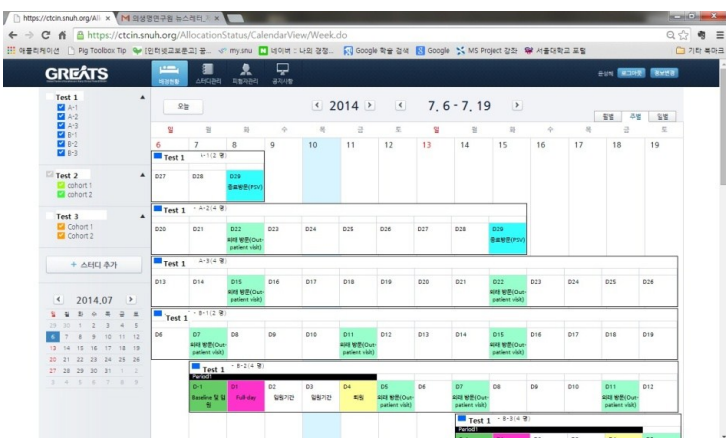 https://ctcin.snuh.org/All
M 의생명연구원 뉴스레터_
https://ctcin.snuh.org/AllocationStatus/CalendarView/Week.do
애플리케이션
Pig Toolbox Tip
my.snu
Google 학술 검색
Google
MS Project 강좌
서울대학교 포털
기타 북마크
GREATS
배정현황
스터디관리
피험자관리
공지사항
로그아웃
정보변경
Test 1
A-1
A-2
A-3
B-1
B-2
B-3
Test 2
cohort 1
cohort 2
Test 3
Cohort 1
Cohort 2
+ 스터디 추가
2014.07
일 월 화 수 목 금 토
29 30 1 2 3 4 5
6 7 8 9 10 11 12
13 14 15 16 17 18 19
20 21 22 23 24 25 26
27 28 29 30 31 1 2
3 4 5 6 7 8 9
오늘
2014
7. 6 - 7. 19
월별 주별 일별
일 월 화 수 목 금 토 일 월 화 수 목 금 토
6 7 8 9 10 11 12 13 14 15 16 17 18 19
Test 1 A-1(2 명)
D27 D28 D29
종료방문(PSV)
Test 1 - A-2(4 명)
D20 D21 D22 D23 D24 D25 D26 D27 D28 D29
외래 방문(Out-patient visit)
종료방문(PSV)
Test 1 A-3(4 명)
D13 D14 D15 D16 D17 D18 D19 D20 D21 D22 D23 D24 D25 D26
외래 방문(Out-patient visit)
외래 방문(Out-patient visit)
Test 1 - B-1(2 명)
D6 D7 D8 D9 D10 D11 D12 D13 D14 D15 D16 D17 D18 D19
외래 방문(Out-patient visit)
외래 방문(Out-patient visit)
외래 방문(Out-patient visit)
Test 1 - B-2(4 명)
Period1
D-1 D1 D2 D3 D4 D5 D6 D7 D8 D9 D10 D11 D12
Baseline 및 입원
Full day
입원기간
입원기간
퇴원
외래 방문(Out-patient visit)
외래 방문(Out-patient visit)
외래 방문(Out-patient visit)
Test 1 - B-3(4 명)
Period1